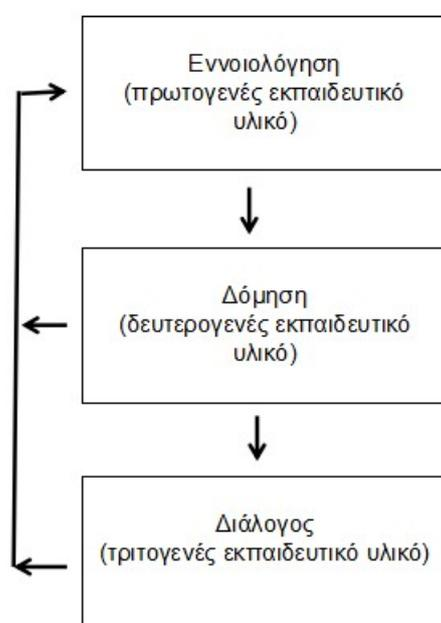 Εννοιολόγηση
(πρωτογενές εκπαιδευτικό
υλικό)
Δόμηση
(δευτερογενές εκπαιδευτικό
υλικό)
Διάλογος
(τριτογενές εκπαιδευτικό υλικό)